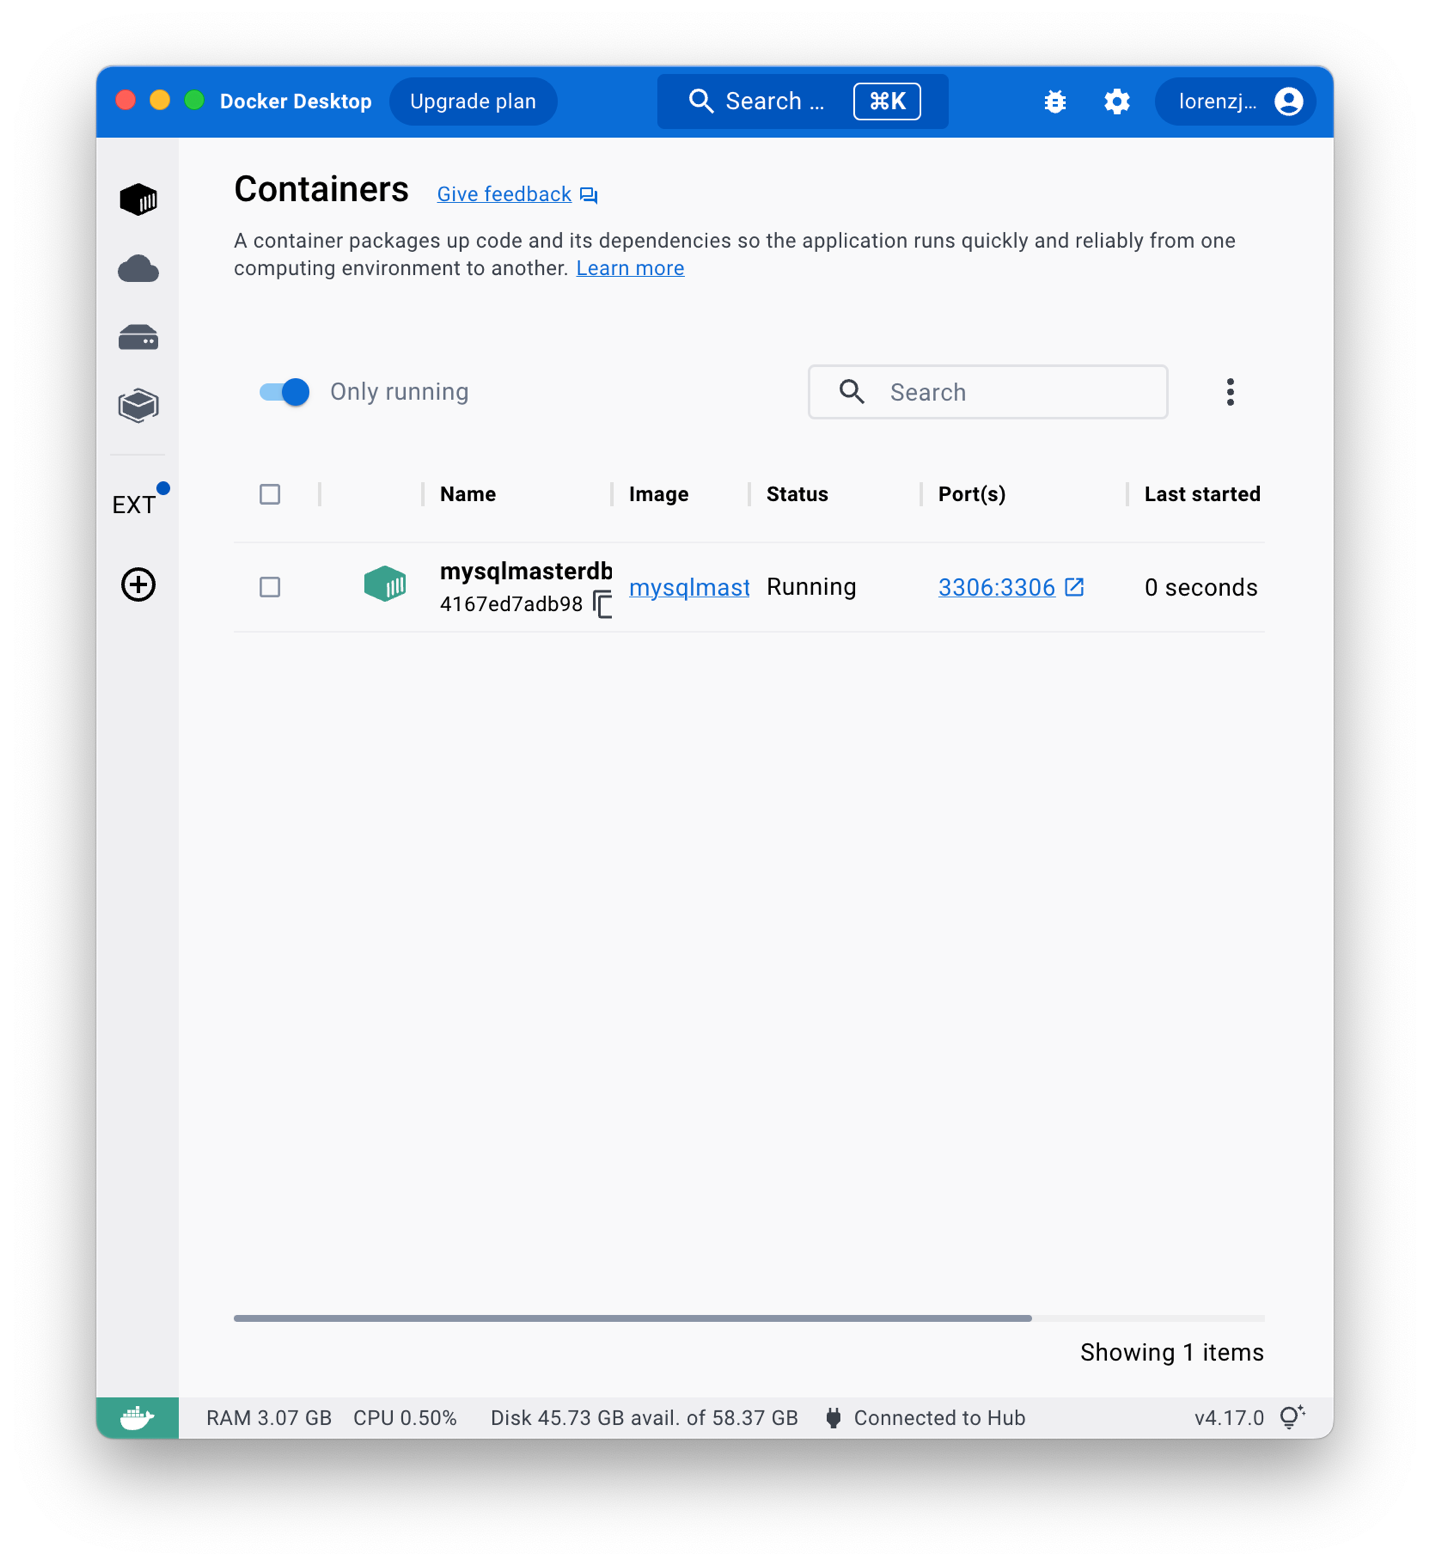 Docker Desktop Upgrade plan Search ... ⌘K lorenzj...
Containers Give feedback
A container packages up code and its dependencies so the application runs quickly and reliably from one
computing environment to another. Learn more
Only running Search
Name Image Status Port(s) Last started
mysqlmasterdb mysqlmast Running 3306:3306 0 seconds
4167ed7adb98
EXT
Showing 1 items
RAM 3.07 GB CPU 0.50% Disk 45.73 GB avail. of 58.37 GB Connected to Hub v4.17.0